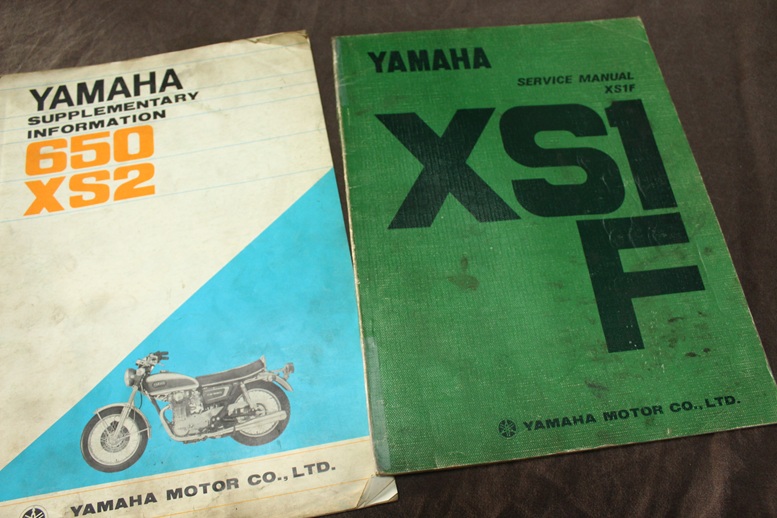 YAMAHA
SUPPLEMENTARY
INFORMATION
650
XS2
YAMAHA MOTOR CO., LTD.
YAMAHA
SERVICE MANUAL
XS1F
XS1
F
YAMAHA MOTOR CO., LTD.